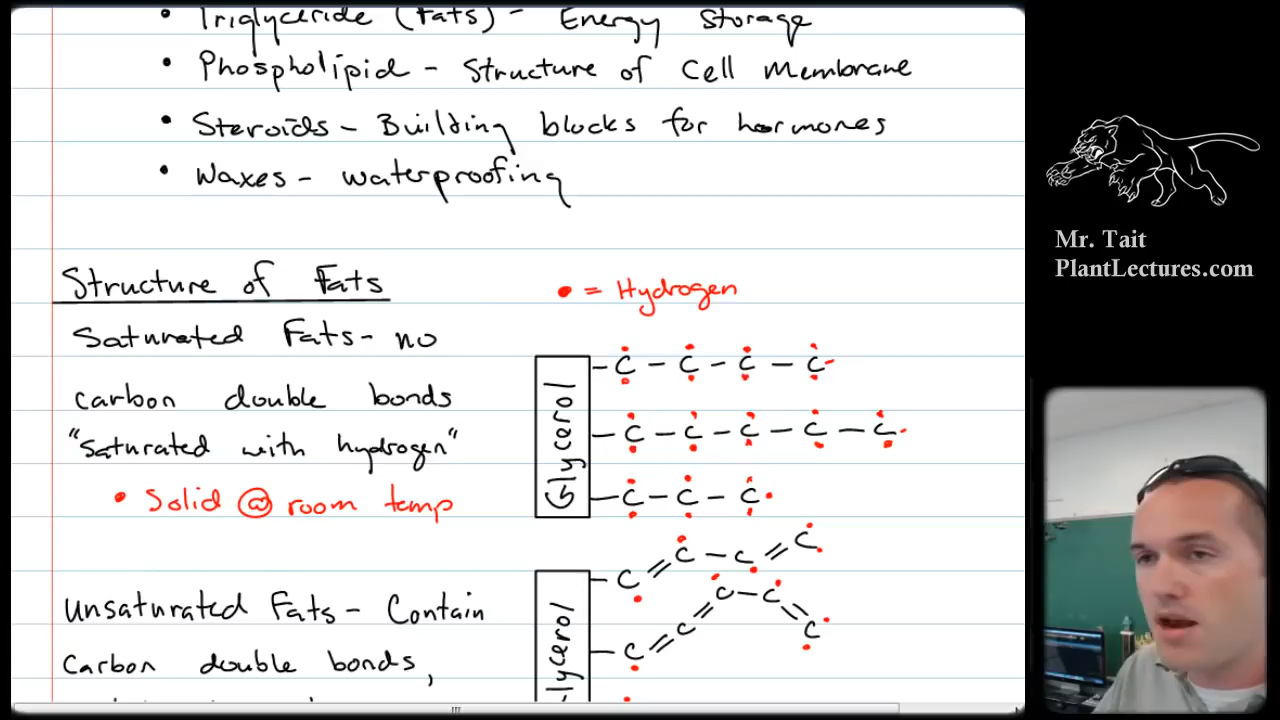 • Triglyceride (Fats) - Energy Storage
• Phospholipid - Structure of Cell Membrane
• Steroids - Building blocks for hormones
• Waxes - waterproofing
Structure of Fats
• = Hydrogen
Saturated Fats - no
carbon double bonds
"saturated with hydrogen"
• Solid @ room temp
Glycerol
- C - C - C - C
- C - C - C - C - C
- C - C - C
Unsaturated Fats - Contain
Carbon double bonds,
lycerol
- C = C - C = C
- C = C = C - C = C
Mr. Tait
PlantLectures.com